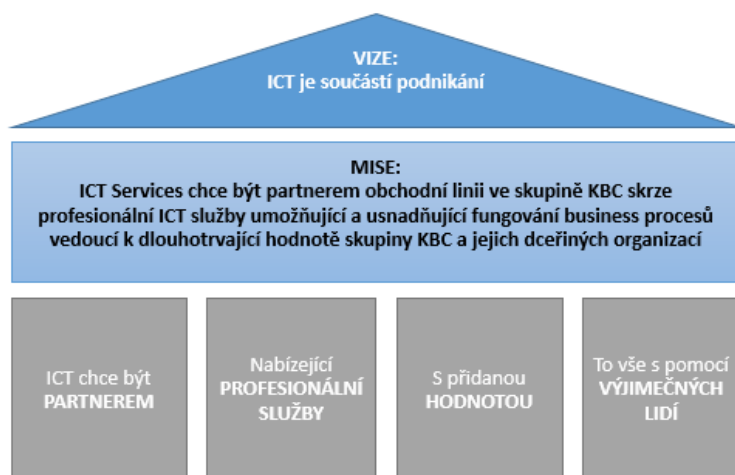 VIZE:
ICT je součástí podnikání
MISE:
ICT Services chce být partnerem obchodní linii ve skupině KBC skrze
profesionální ICT služby umožňující a usnadňující fungování business procesů
vedoucí k dlouhotrvající hodnotě skupiny KBC a jejich dceřiných organizací
ICT chce být
PARTNEREM
Nabízející
PROFESIONÁLNÍ
SLUŽBY
S přidanou
HODNOTOU
To vše s pomocí
VÝJIMEČNÝCH
LIDÍ